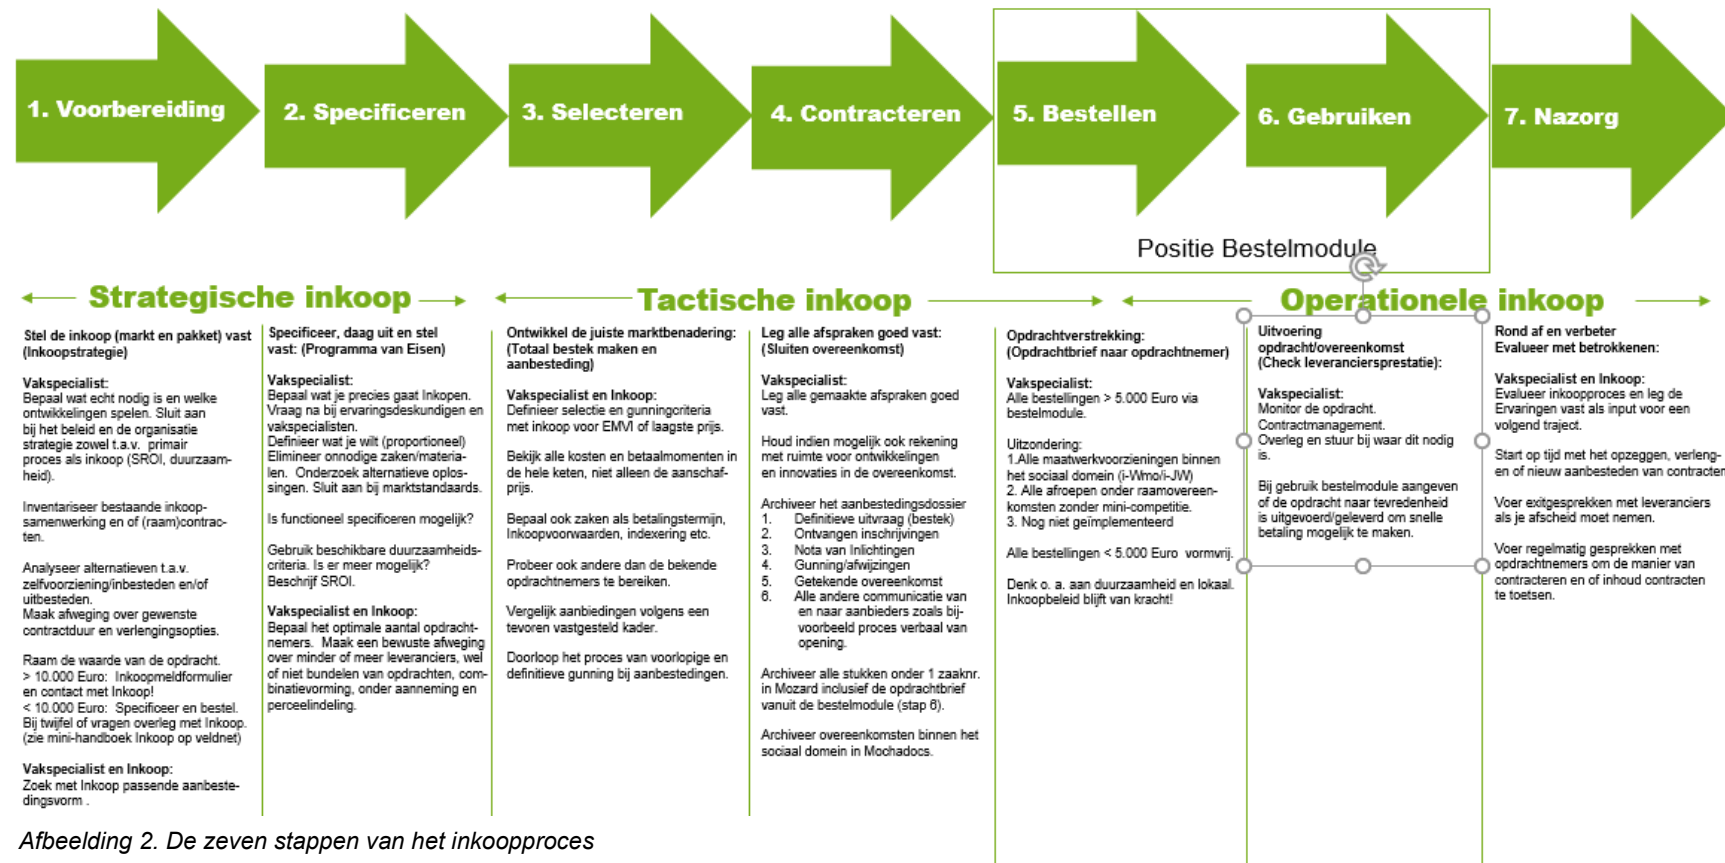 1. Voorbereiding
2. Specificeren
3. Selecteren
4. Contracteren
5. Bestellen
6. Gebruiken
7. Nazorg
Positie Bestelmodule
Strategische inkoop
Tactische inkoop
Operationele inkoop
Stel de inkoop (markt en pakket) vast
(Inkoopstrategie)
Vakspecialist:
Bepaal wat echt nodig is en welke
ontwikkelingen spelen. Sluit aan
bij het beleid en de organisatie
strategie zowel t.a.v. primair
proces als inkoop (SROI, duurzaam-
heid).
Inventariseer bestaande inkoop-
samenwerking en of (raam)contrac-
ten.
Analyseer alternatieven t.a.v.
zelfvoorziening/inbesteden en/of
uitbesteden.
Maak afweging over gewenste
contractduur en verlengingsopties.
Raam de waarde van de opdracht.
> 10.000 Euro: Inkoopmeldformulier
en contact met Inkoop!
< 10.000 Euro: Specificeer en bestel.
Bij twijfel of vragen overleg met Inkoop.
(zie mini-handboek Inkoop op veldnet)
Vakspecialist en Inkoop:
Zoek met Inkoop passende aanbeste-
dingsvorm .
Specificeer, daag uit en stel
vast: (Programma van Eisen)
Vakspecialist:
Bepaal wat je precies gaat Inkopen.
Vraag na bij ervaringsdeskundigen en
vakspecialisten.
Definieer wat je wilt (proportioneel)
Elimineer onnodige zaken/materia-
len. Onderzoek alternatieve oplos-
singen. Sluit aan bij marktstandaards.
Is functioneel specificeren mogelijk?
Gebruik beschikbare duurzaamheids-
criteria. Is er meer mogelijk?
Beschrijf SROI.
Vakspecialist en Inkoop:
Bepaal het optimale aantal opdracht-
nemers. Maak een bewuste afweging
over minder of meer leveranciers, wel
of niet bundelen van opdrachten, com-
binatievorming, onder aanneming en
perceelindeling.
Ontwikkel de juiste marktbenadering:
(Totaal bestek maken en
aanbesteding)
Vakspecialist en Inkoop:
Definieer selectie en gunningcriteria
met inkoop voor EMVI of laagste prijs.
Bekijk alle kosten en betaalmomenten in
de hele keten, niet alleen de aanschaf-
prijs.
Bepaal ook zaken als betalingstermijn,
Inkoopvoorwaarden, indexering etc.
Probeer ook andere dan de bekende
opdrachtnemers te bereiken.
Vergelijk aanbiedingen volgens een
tevoren vastgesteld kader.
Doorloop het proces van voorlopige en
definitieve gunning bij aanbestedingen.
Leg alle afspraken goed vast:
(Sluiten overeenkomst)
Vakspecialist:
Leg alle gemaakte afspraken goed
vast.
Houd indien mogelijk ook rekening
met ruimte voor ontwikkelingen
en innovaties in de overeenkomst.
Archiveer het aanbestedingsdossier
1. Definitieve uitvraag (bestek)
2. Ontvangen inschrijvingen
3. Nota van Inlichtingen
4. Gunning/afwijzingen
5. Getekende overeenkomst
6. Alle andere communicatie van
en naar aanbieders zoals bij-
voorbeeld proces verbaal van
opening.
Archiveer alle stukken onder 1 zaaknr.
in Mozard inclusief de opdrachtbrief
vanuit de bestelmodule (stap 6).
Archiveer overeenkomsten binnen het
sociaal domein in Mochadocs.
Opdrachtverstrekking:
(Opdrachtbrief naar opdrachtnemer)
Vakspecialist:
Alle bestellingen > 5.000 Euro via
bestelmodule.
Uitzondering:
1.Alle maatwerkvoorzieningen binnen
het sociaal domein (i-Wmo/i-JW)
2. Alle afroepen onder raamovereen-
komsten zonder mini-competitie.
3. Nog niet geïmplementeerd
Alle bestellingen < 5.000 Euro vormvrij.
Denk o. a. aan duurzaamheid en lokaal.
Inkoopbeleid blijft van kracht!
Uitvoering
opdracht/overeenkomst
(Check leveranciersprestatie):
Vakspecialist:
Monitor de opdracht.
Contractmanagement.
Overleg en stuur bij waar dit nodig
is.
Bij gebruik bestelmodule aangeven
of de opdracht naar tevredenheid
is uitgevoerd/geleverd om snelle
betaling mogelijk te maken.
Rond af en verbeter
Evalueer met betrokkenen:
Vakspecialist en Inkoop:
Evalueer inkoopproces en leg de
Ervaringen vast als input voor een
volgend traject.
Start op tijd met het opzeggen, verleng-
en of nieuw aanbesteden van contracten
Voer exitgesprekken met leveranciers
als je afscheid moet nemen.
Voer regelmatig gesprekken met
opdrachtnemers om de manier van
contracteren en of inhoud contracten
te toetsen.
Afbeelding 2. De zeven stappen van het inkoopproces